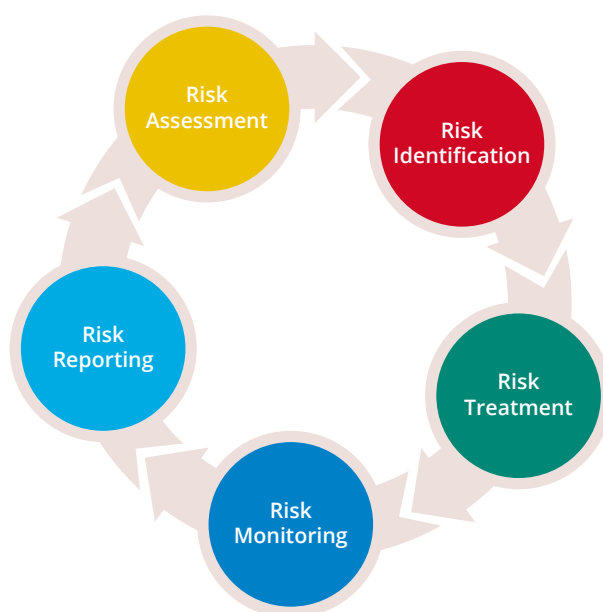 Risk
Assessment
Risk
Identification
Risk
Treatment
Risk
Monitoring
Risk
Reporting